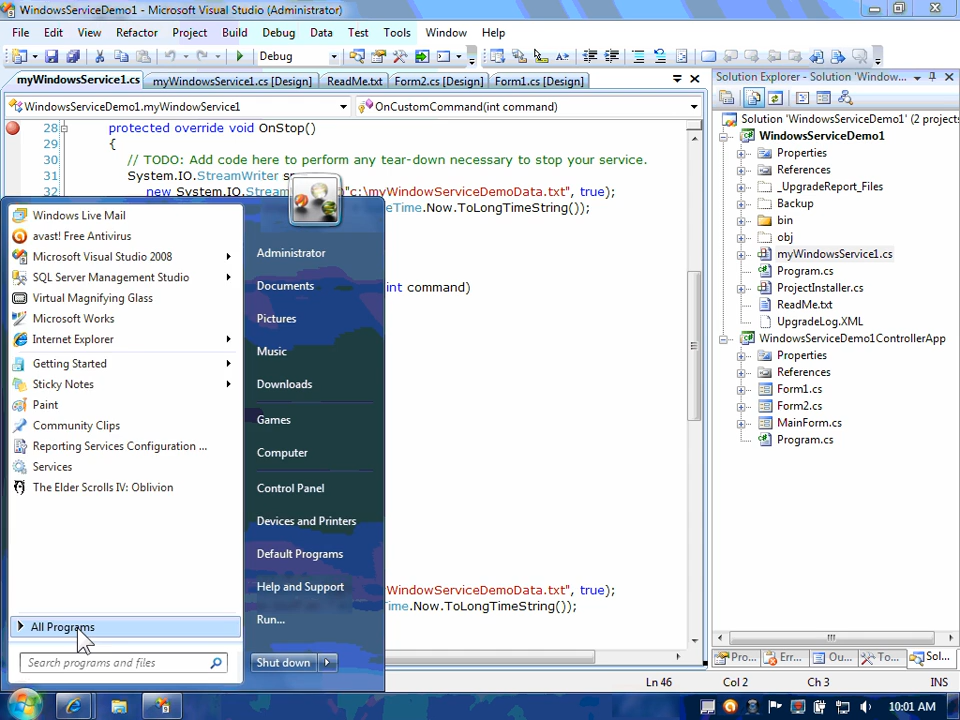 WindowsServiceDemo1 - Microsoft Visual Studio (Administrator)
File Edit View Refactor Project Build Debug Data Test Tools Window Help
Debug
myWindowsService1.cs myWindowsService1.cs [Design] ReadMe.txt Form2.cs [Design] Form1.cs [Design]
WindowsServiceDemo1.myWindowService1 OnCustomCommand(int command)
28 protected override void OnStop()
29 {
30 // TODO: Add code here to perform any tear-down necessary to stop your service.
31 System.IO.StreamWriter
32 new System.IO.Stream "c:\myWindowServiceDemoData.txt", true);
Time.Now.ToLongTimeString());
int command)
WindowServiceDemoData.txt", true);
Time.Now.ToLongTimeString());
Windows Live Mail
avast! Free Antivirus
Microsoft Visual Studio 2008
SQL Server Management Studio
Virtual Magnifying Glass
Microsoft Works
Internet Explorer
Getting Started
Sticky Notes
Paint
Community Clips
Reporting Services Configuration ...
Services
The Elder Scrolls IV: Oblivion
All Programs
Search programs and files
Administrator
Documents
Pictures
Music
Downloads
Games
Computer
Control Panel
Devices and Printers
Default Programs
Help and Support
Run...
Shut down
Solution Explorer - Solution 'Window...
Solution 'WindowsServiceDemo1' (2 projects
WindowsServiceDemo1
Properties
References
_UpgradeReport_Files
Backup
bin
obj
myWindowsService1.cs
Program.cs
ProjectInstaller.cs
ReadMe.txt
UpgradeLog.XML
WindowsServiceDemo1ControllerApp
Properties
References
Form1.cs
Form2.cs
MainForm.cs
Program.cs
Pro... Err... Ou... To... Sol...
Ln 46 Col 2 Ch 3 INS
10:01 AM